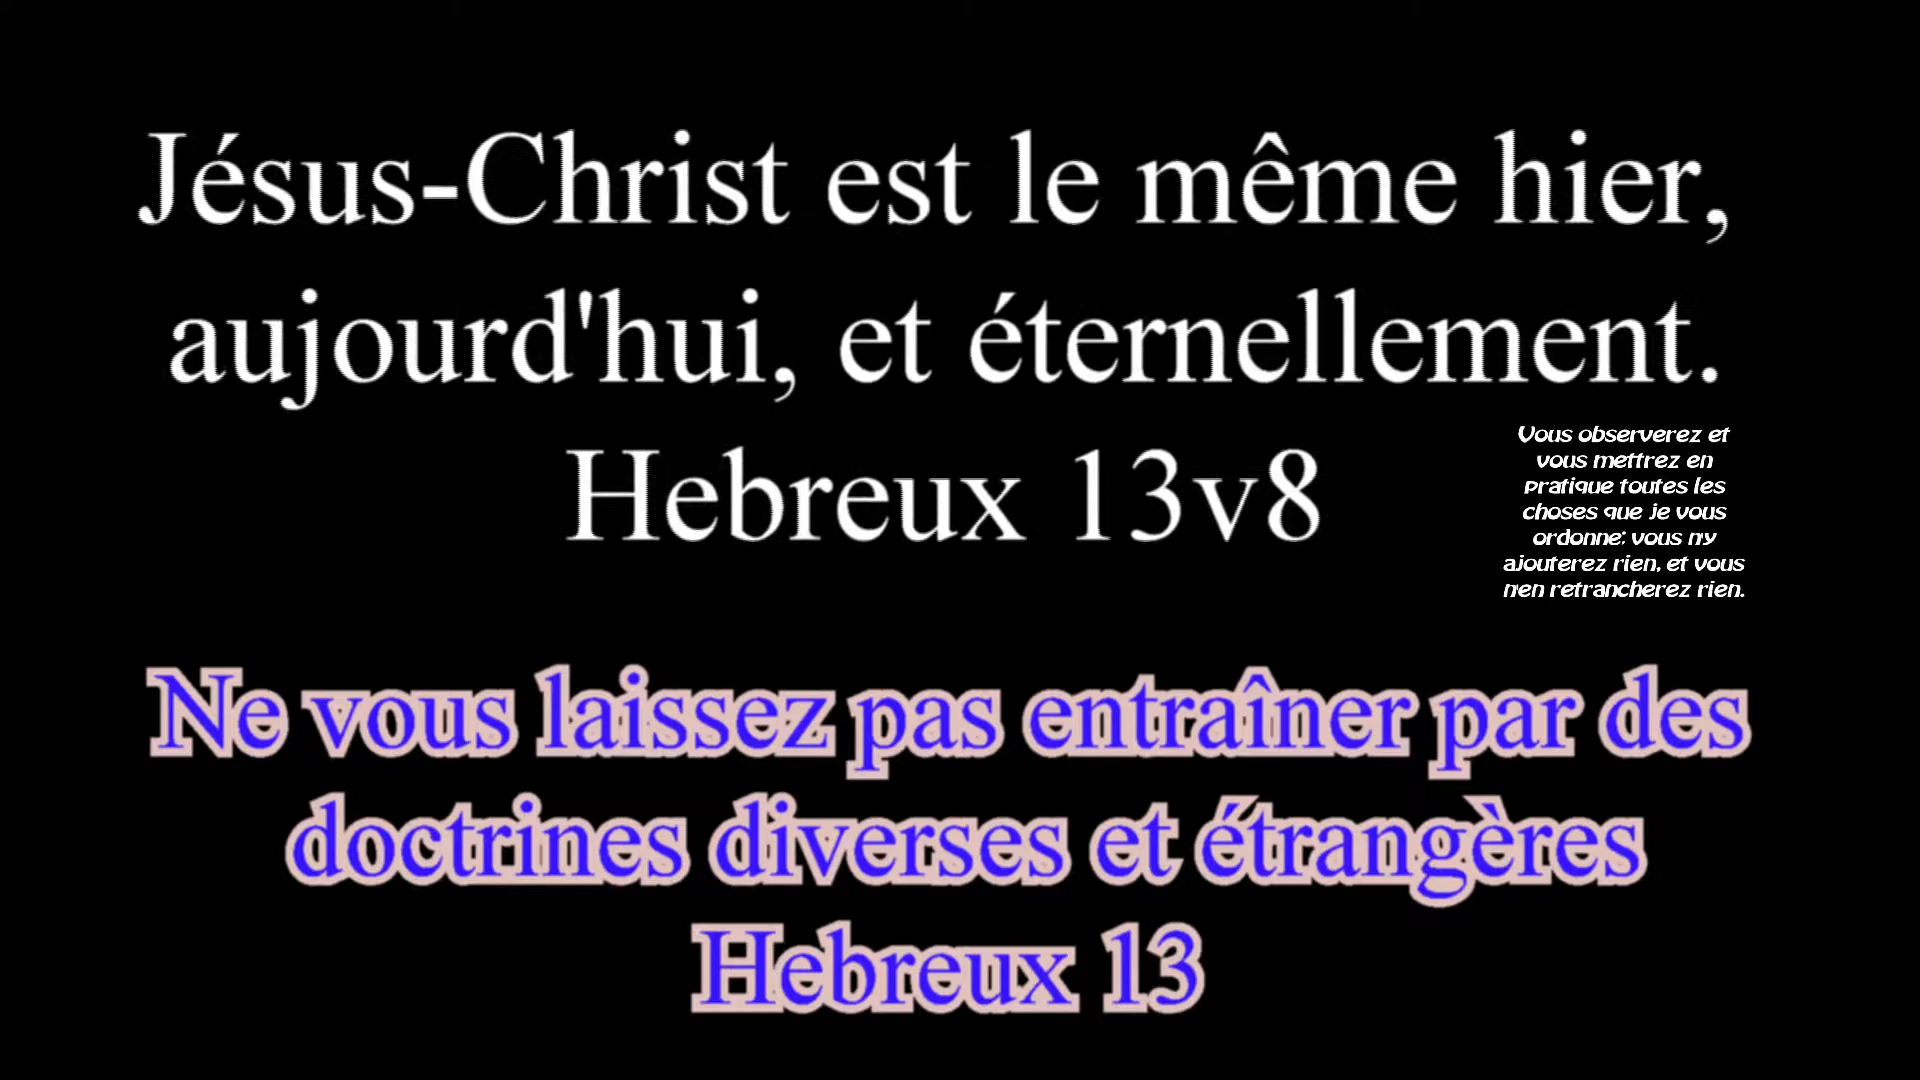 Jésus-Christ est le même hier,
aujourd'hui, et éternellement.
Hebreux 13v8
Vous observerez et
vous mettrez en
pratique toutes les
choses que je vous
ordonne: vous ny
ajouterez rien, et vous
n'en retrancherez rien.
Ne vous laissez pas entraîner par des
doctrines diverses et étrangères
Hebreux 13